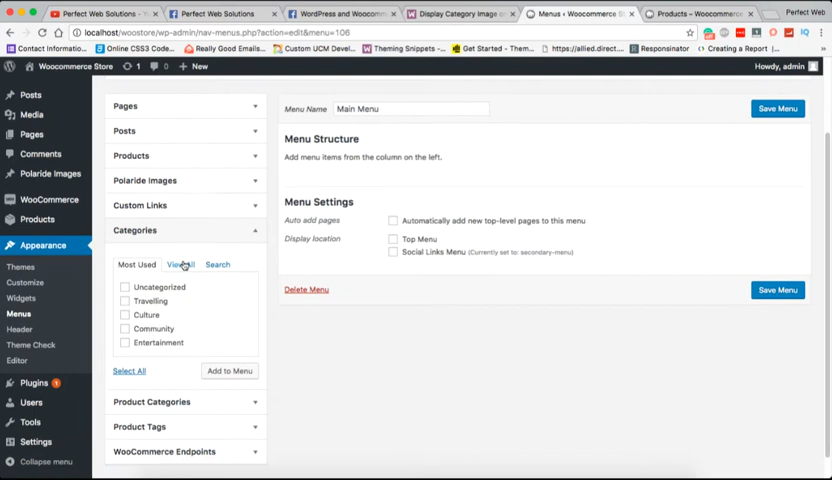 Perfect Web Solutions - Yo
Perfect Web Solutions
WordPress and Woocomm
Display Category Image on
Menus ‹ Woocommerce St
Products – Woocommerce
Perfect Web
localhost/woostore/wp-admin/nav-menus.php?action=edit&menu=106
Contact Information
Online CSS3 Code...
Really Good Emails...
Custom UCM Devel
Theming Snippets -...
Get Started - Them...
https://allied.direct....
Responsinator
Creating a Report |...
Other Bookmarks
Woocommerce Store
1
0
New
Howdy, admin
Posts
Media
Pages
Comments
Polaride Images
WooCommerce
Products
Appearance
Themes
Customize
Widgets
Menus
Header
Theme Check
Editor
Plugins 1
Users
Tools
Settings
Collapse menu
Pages
Posts
Products
Polaride Images
Custom Links
Categories
Most Used
View All
Search
Uncategorized
Travelling
Culture
Community
Entertainment
Select All
Add to Menu
Product Categories
Product Tags
WooCommerce Endpoints
Menu Name
Main Menu
Save Menu
Menu Structure
Add menu items from the column on the left.
Menu Settings
Auto add pages
Automatically add new top-level pages to this menu
Display location
Top Menu
Social Links Menu (Currently set to: secondary-menu)
Delete Menu
Save Menu